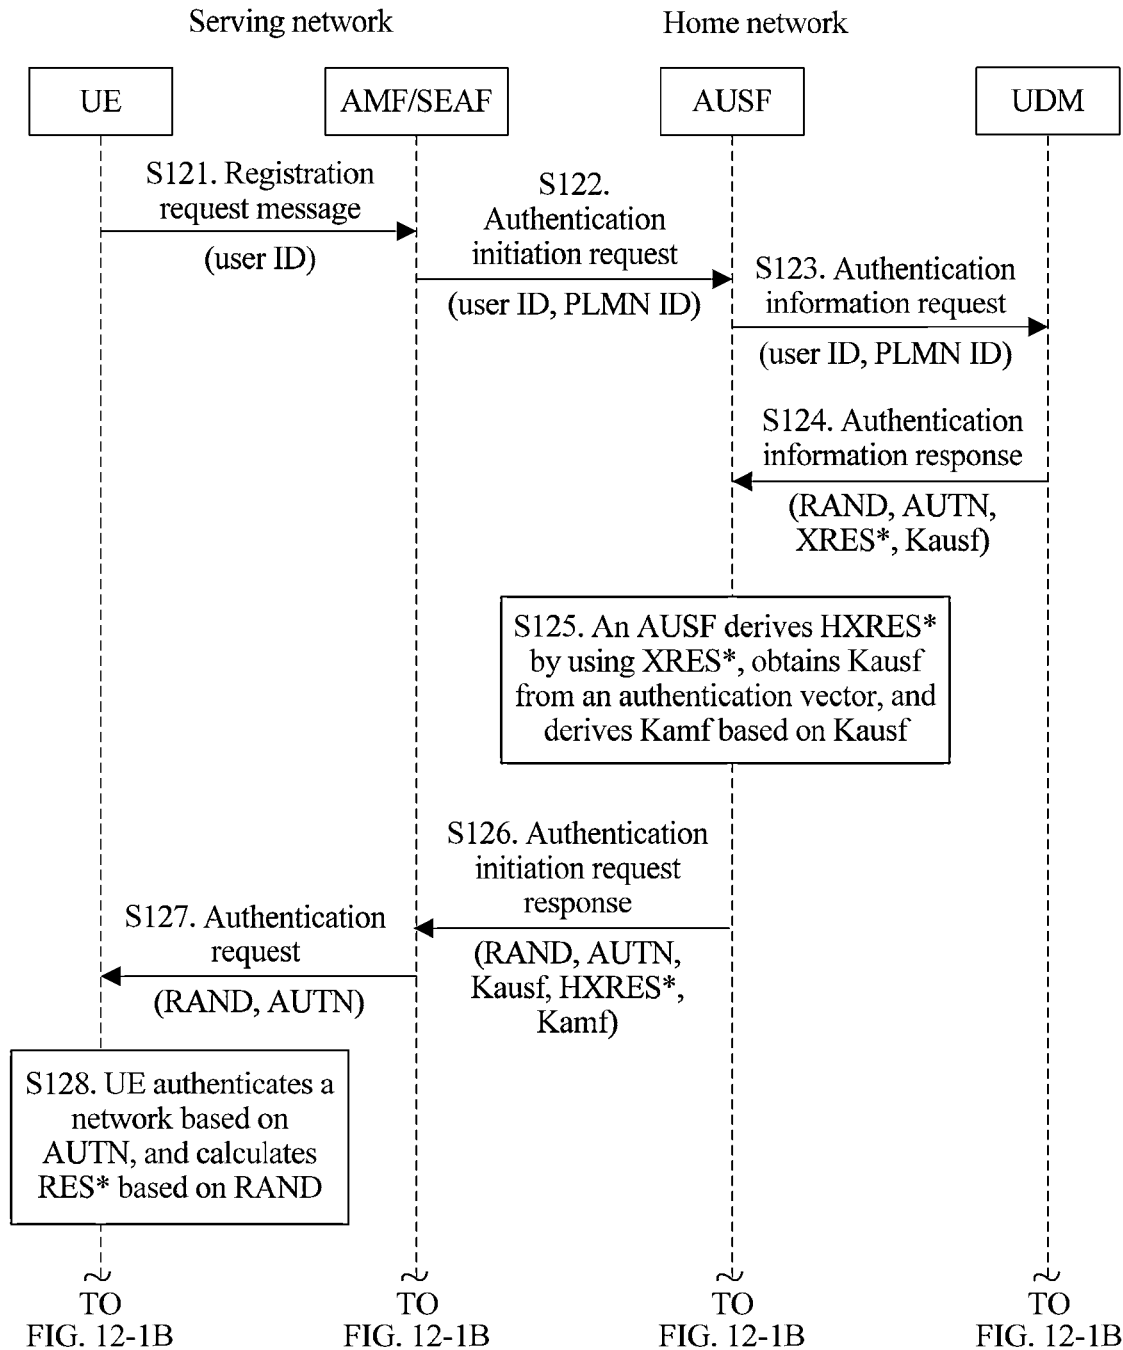 Serving network
Home network
UE
AMF/SEAF
AUSF
UDM
S121. Registration
request message
(user ID)
S122.
Authentication
initiation request
(user ID, PLMN ID)
S123. Authentication
information request
(user ID, PLMN ID)
S124. Authentication
information response
(RAND, AUTN,
XRES*, Kausf)
S125. An AUSF derives HXRES*
by using XRES*, obtains Kausf
from an authentication vector, and
derives Kamf based on Kausf
S126. Authentication
initiation request
response
(RAND, AUTN,
Kausf, HXRES*,
Kamf)
S127. Authentication
request
(RAND, AUTN)
S128. UE authenticates a
network based on
AUTN, and calculates
RES* based on RAND
TO
FIG. 12-1B
TO
FIG. 12-1B
TO
FIG. 12-1B
TO
FIG. 12-1B